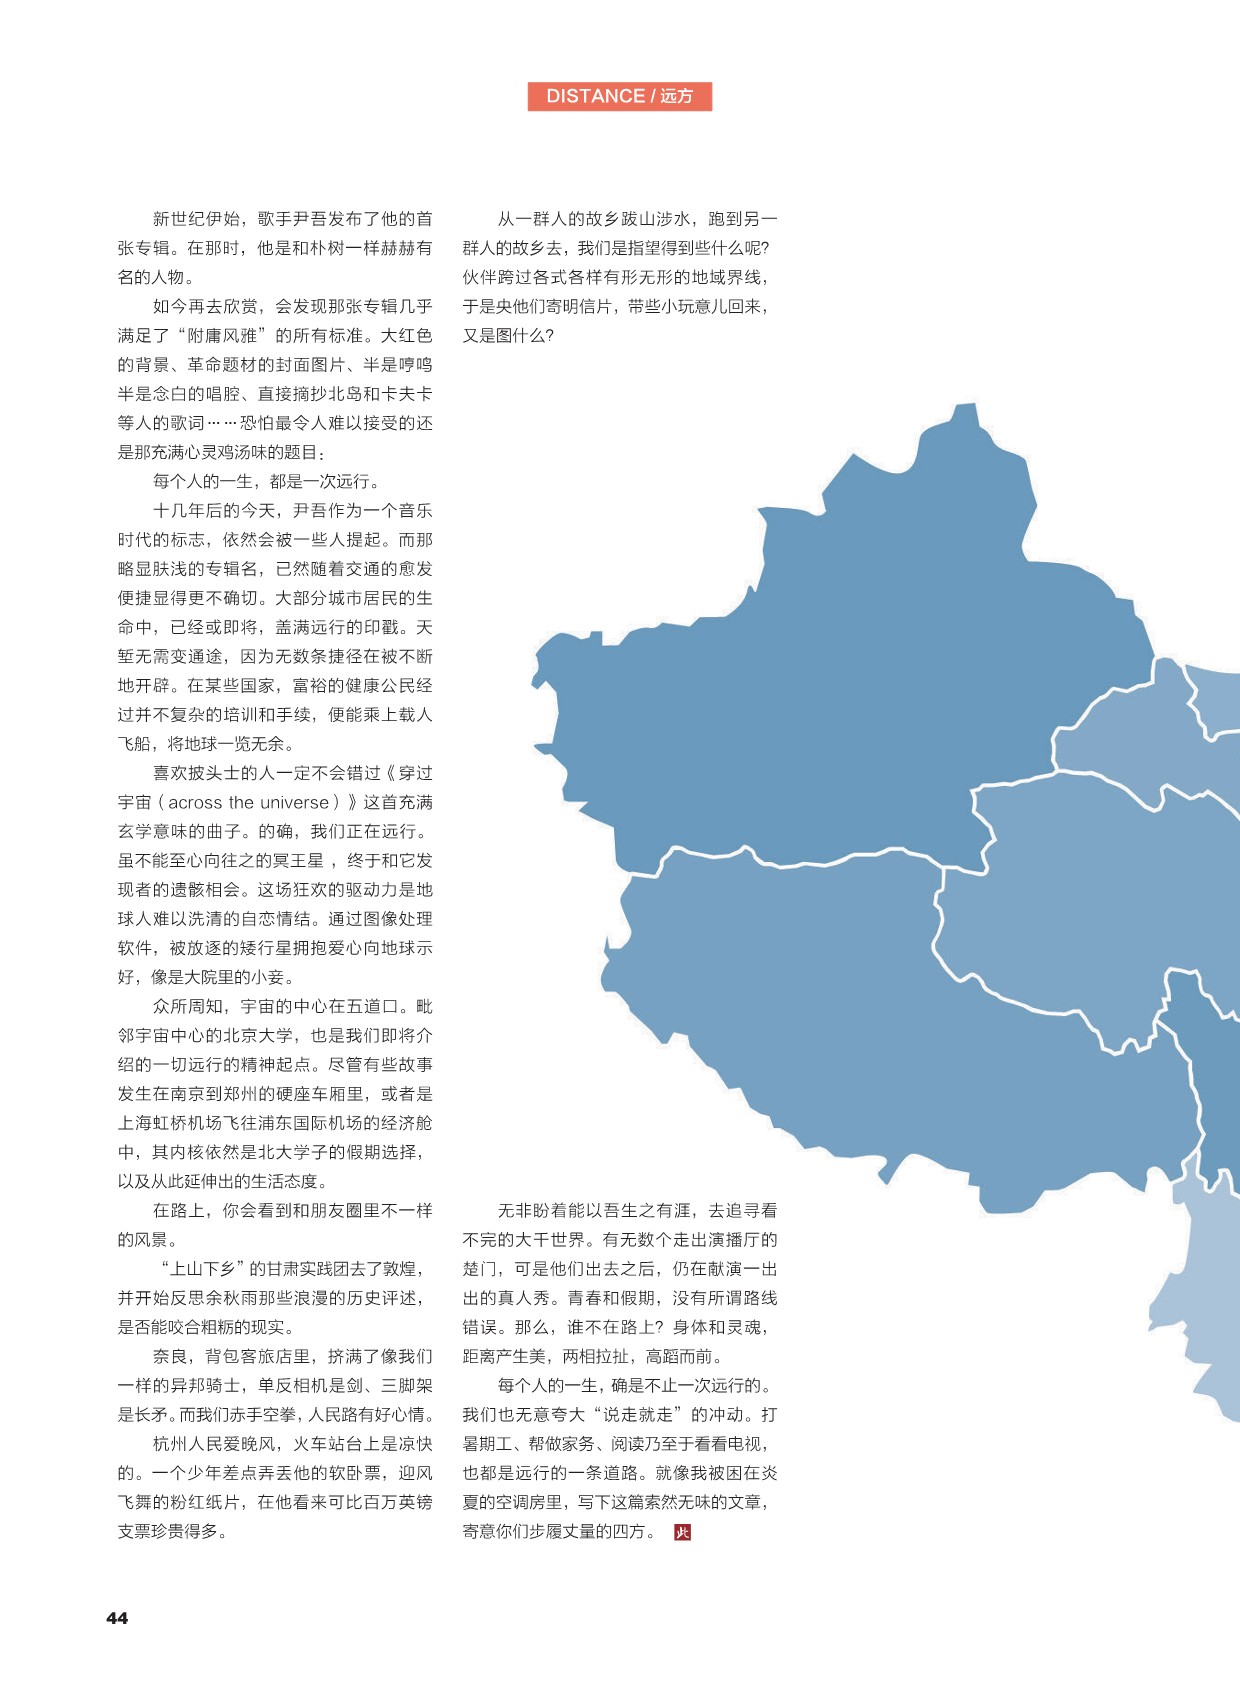 DISTANCE / 远方
新世纪伊始，歌手尹吾发布了他的首
张专辑。在那时，他是和朴树一样赫赫有
名的人物。
如今再去欣赏，会发现那张专辑几乎
满足了“附庸风雅”的所有标准。大红色
的背景、革命题材的封面图片、半是哼鸣
半是念白的唱腔、直接摘抄北岛和卡夫卡
等人的歌词……恐怕最令人难以接受的还
是那充满心灵鸡汤味的题目：
每个人的一生，都是一次远行。
十几年后的今天，尹吾作为一个音乐
时代的标志，依然会被一些人提起。而那
略显肤浅的专辑名，已然随着交通的愈发
便捷显得更不确切。大部分城市居民的生
命中，已经或即将，盖满远行的印戳。天
堑无需变通途，因为无数条捷径在被不断
地开辟。在某些国家，富裕的健康公民经
过并不复杂的培训和手续，便能乘上载人
飞船，将地球一览无余。
喜欢披头士的人一定不会错过《穿过
宇宙（across the universe）》这首充满
玄学意味的曲子。的确，我们正在远行。
虽不能至心向往之的冥王星 ，终于和它发
现者的遗骸相会。这场狂欢的驱动力是地
球人难以洗清的自恋情结。通过图像处理
软件，被放逐的矮行星拥抱爱心向地球示
好，像是大院里的小妾。
众所周知，宇宙的中心在五道口。毗
邻宇宙中心的北京大学，也是我们即将介
绍的一切远行的精神起点。尽管有些故事
发生在南京到郑州的硬座车厢里，或者是
上海虹桥机场飞往浦东国际机场的经济舱
中，其内核依然是北大学子的假期选择，
以及从此延伸出的生活态度。
在路上，你会看到和朋友圈里不一样
的风景。
“上山下乡”的甘肃实践团去了敦煌，
并开始反思余秋雨那些浪漫的历史评述，
是否能咬合粗粝的现实。
奈良，背包客旅店里，挤满了像我们
一样的异邦骑士，单反相机是剑、三脚架
是长矛。而我们赤手空拳，人民路有好心情。
杭州人民爱晚风，火车站台上是凉快
的。一个少年差点弄丢他的软卧票，迎风
飞舞的粉红纸片，在他看来可比百万英镑
支票珍贵得多。
从一群人的故乡跋山涉水，跑到另一
群人的故乡去，我们是指望得到些什么呢？
伙伴跨过各式各样有形无形的地域界线，
于是央他们寄明信片，带些小玩意儿回来，
又是图什么？
无非盼着能以吾生之有涯，去追寻看
不完的大千世界。有无数个走出演播厅的
楚门，可是他们出去之后，仍在献演一出
出的真人秀。青春和假期，没有所谓路线
错误。那么，谁不在路上？身体和灵魂，
距离产生美，两相拉扯，高蹈而前。
每个人的一生，确是不止一次远行的。
我们也无意夸大“说走就走”的冲动。打
暑期工、帮做家务、阅读乃至于看看电视，
也都是远行的一条道路。就像我被困在炎
夏的空调房里，写下这篇索然无味的文章，
寄意你们步履丈量的四方。 此
44